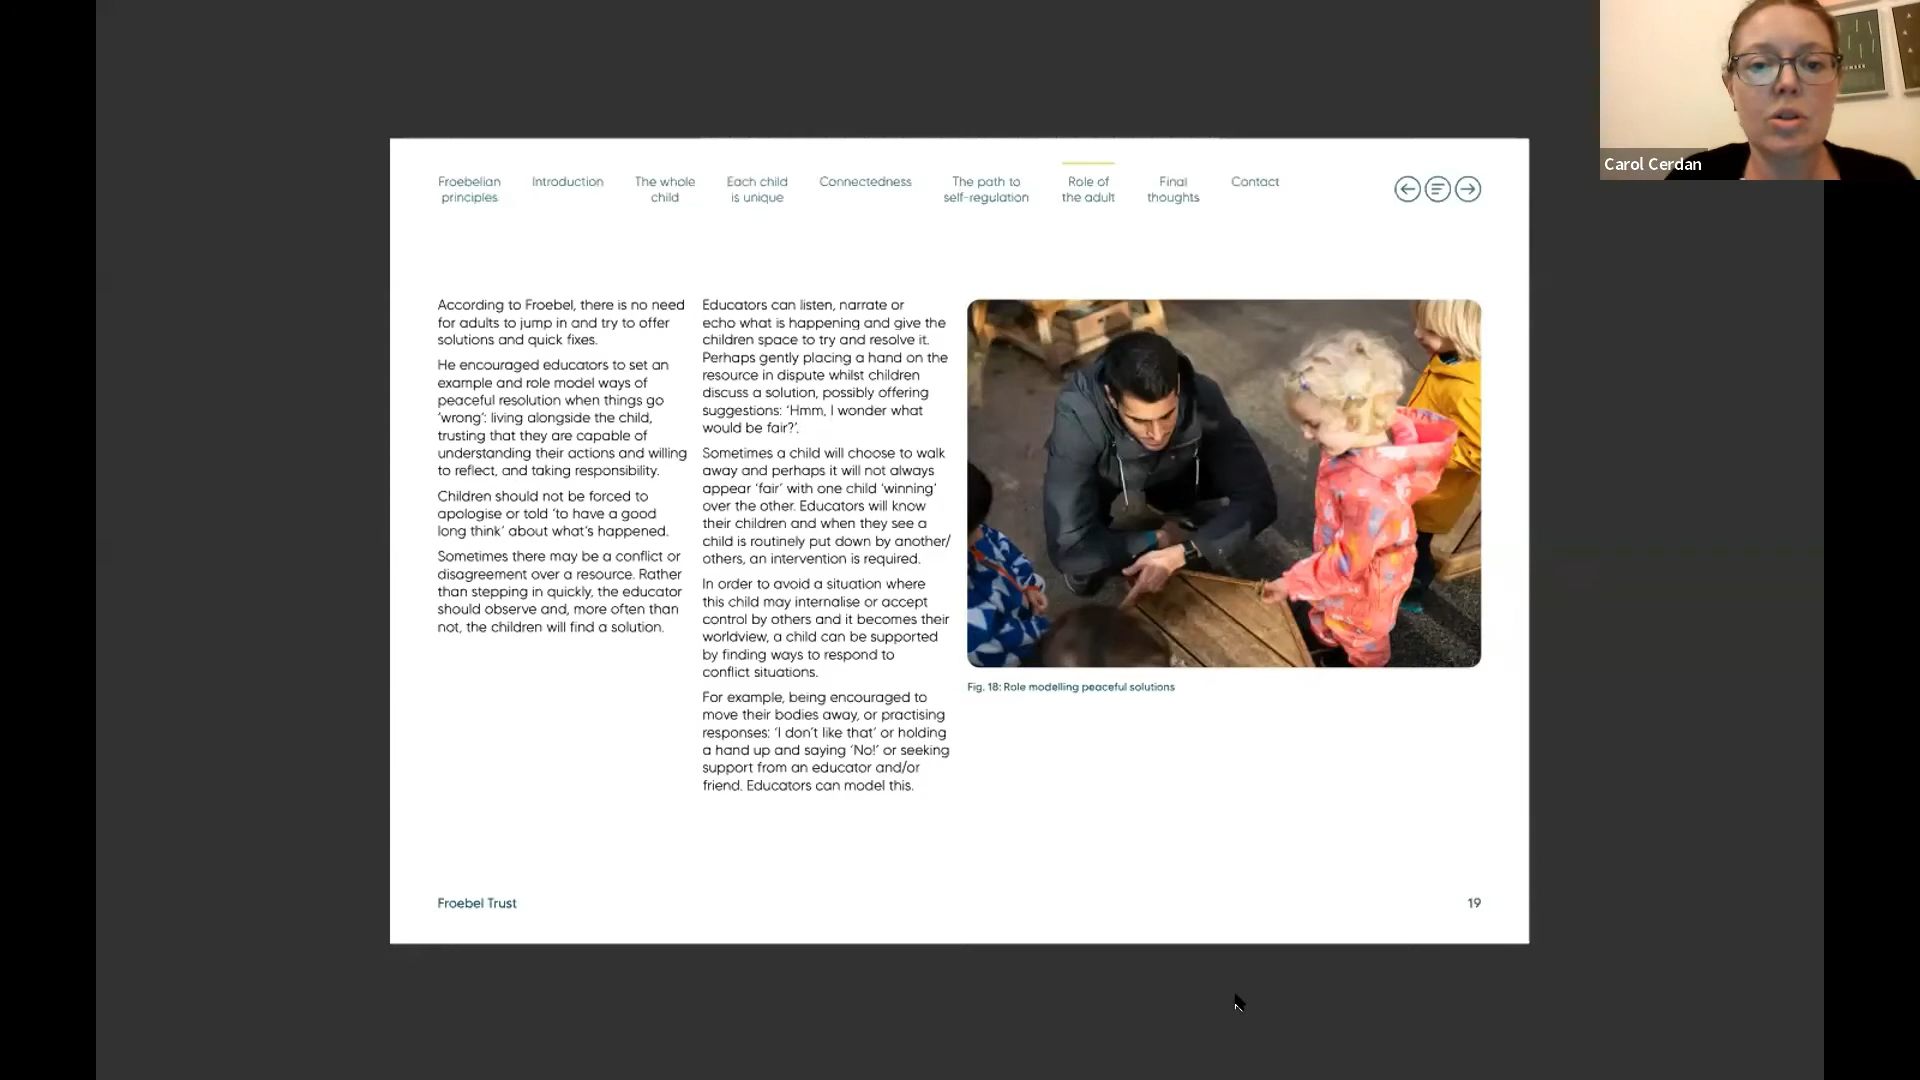 Carol Cerdan
Froebelian
principles
Introduction
The whole
child
Each child
is unique
Connectedness
The path to
self-regulation
Role of
the adult
Final
thoughts
Contact
According to Froebel, there is no need
for adults to jump in and try to offer
solutions and quick fixes.
He encouraged educators to set an
example and role model ways of
peaceful resolution when things go
‘wrong’: living alongside the child,
trusting that they are capable of
understanding their actions and willing
to reflect, and taking responsibility.
Children should not be forced to
apologise or told ‘to have a good
long think’ about what’s happened.
Sometimes there may be a conflict or
disagreement over a resource. Rather
than stepping in quickly, the educator
should observe and, more often than
not, the children will find a solution.
Educators can listen, narrate or
echo what is happening and give the
children space to try and resolve it.
Perhaps gently placing a hand on the
resource in dispute whilst children
discuss a solution, possibly offering
suggestions: ‘Hmm, I wonder what
would be fair?’.
Sometimes a child will choose to walk
away and perhaps it will not always
appear ‘fair’ with one child ‘winning’
over the other. Educators will know
their children and when they see a
child is routinely put down by another/
others, an intervention is required.
In order to avoid a situation where
this child may internalise or accept
control by others and it becomes their
worldview, a child can be supported
by finding ways to respond to
conflict situations.
For example, being encouraged to
move their bodies away, or practising
responses: ‘I don’t like that’ or holding
a hand up and saying ‘No!’ or seeking
support from an educator and/or
friend. Educators can model this.
Fig. 18: Role modelling peaceful solutions
Froebel Trust
19